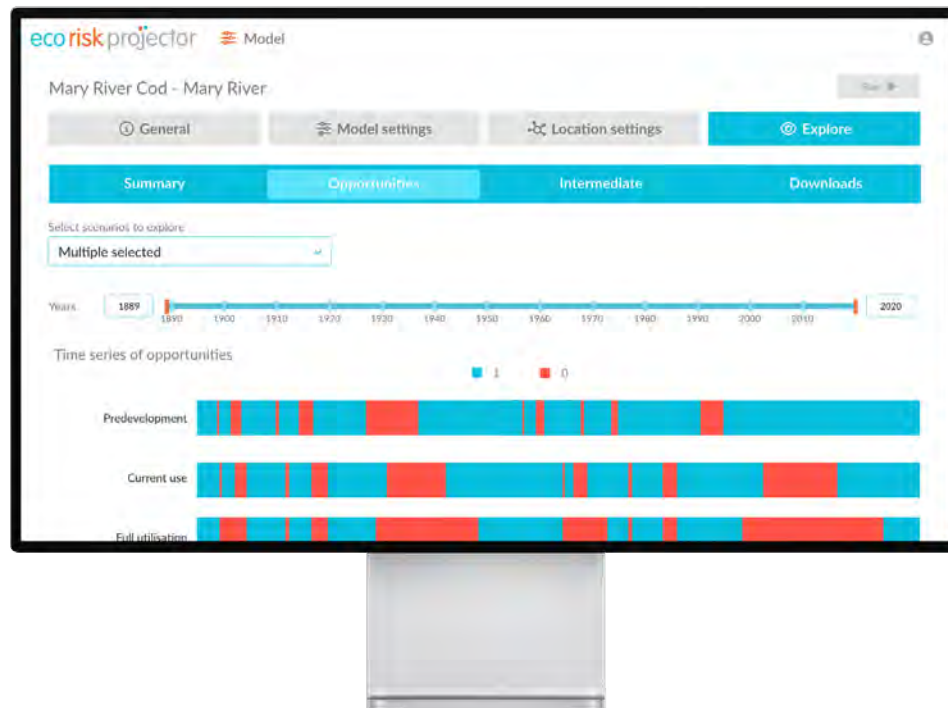 eco risk projector Model
Mary River Cod - Mary River
General Model settings Location settings Explore
Summary Opportunities Intermediate Downloads
Select scenarios to explore
Multiple selected
Years 1889 2020
1890 1900 1910 1920 1930 1940 1950 1960 1970 1980 1990 2000 2010
Time series of opportunities
1 0
Predevelopment
Current use
Full utilisation